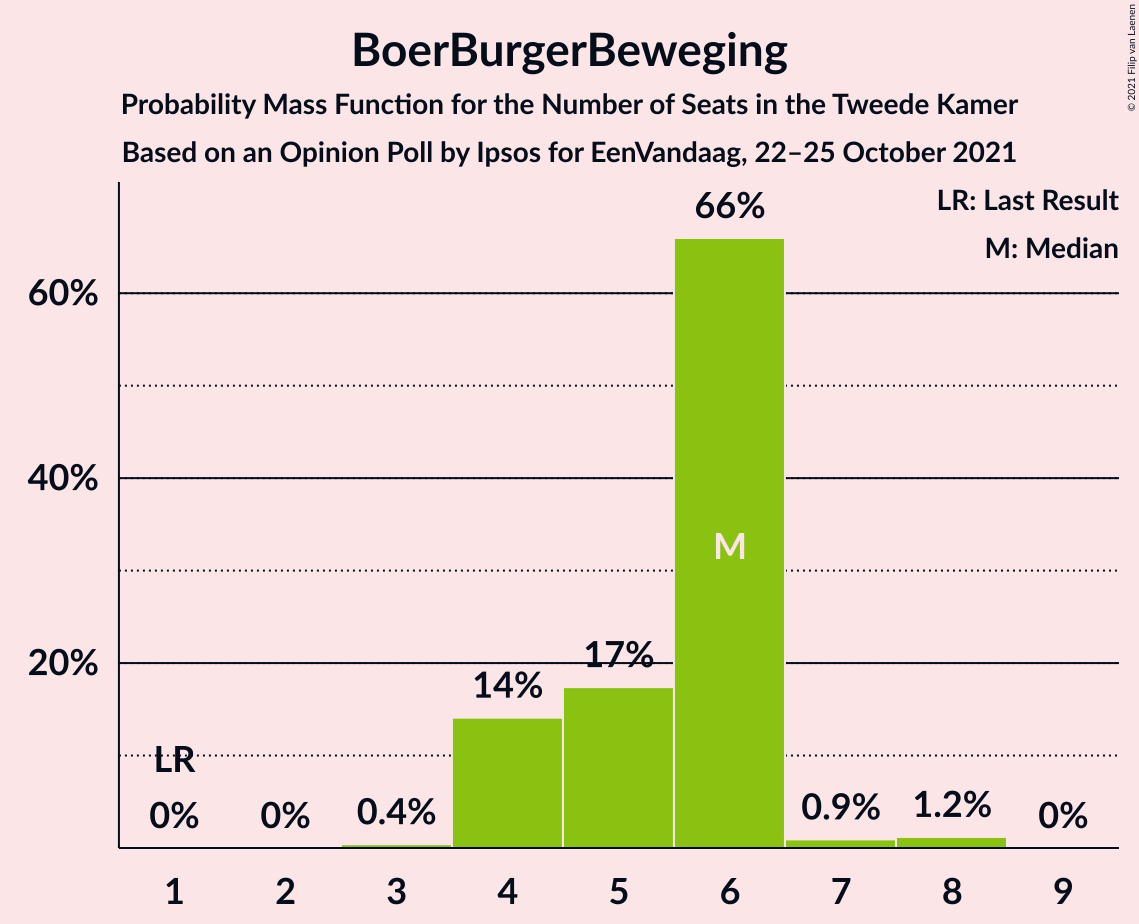 BoerBurgerBeweging
Probability Mass Function for the Number of Seats in the Tweede Kamer
Based on an Opinion Poll by Ipsos for EenVandaag, 22–25 October 2021
© 2021 Filip van Laenen
LR: Last Result
M: Median
66%
60%
40%
M
20%
17%
14%
LR
0%
0%
0.4%
0.9%
1.2%
0%
1 2 3 4 5 6 7 8 9